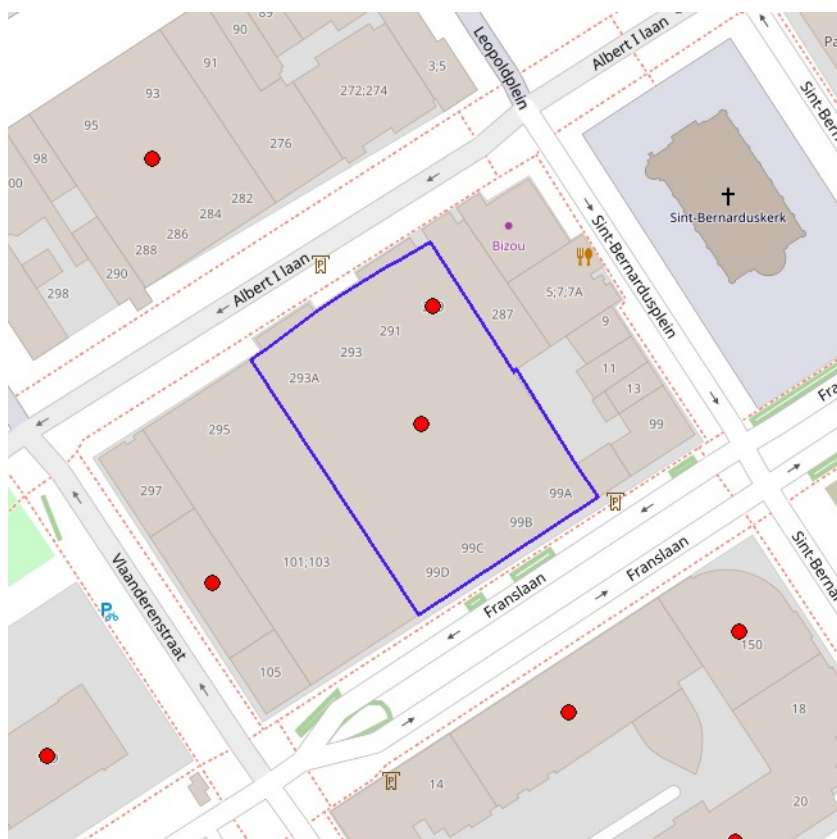 89
90
91
93
95
98
00
3;5
272;274
276
282
284
286
288
290
298
Leopoldplein
Albert I laan
Sint-Ber
Pa
Sint-Bernarduskerk
Bizou
Sint-Bernardusplein
5;7;7A
287
9
11
13
99
Albert I laan
P
291
293
293A
295
297
101;103
105
99A
99B
99C
99D
P
Franslaan
Franslaan
Fra
Sint-Bernar
Vlaanderenstraat
P
150
18
20
14
P